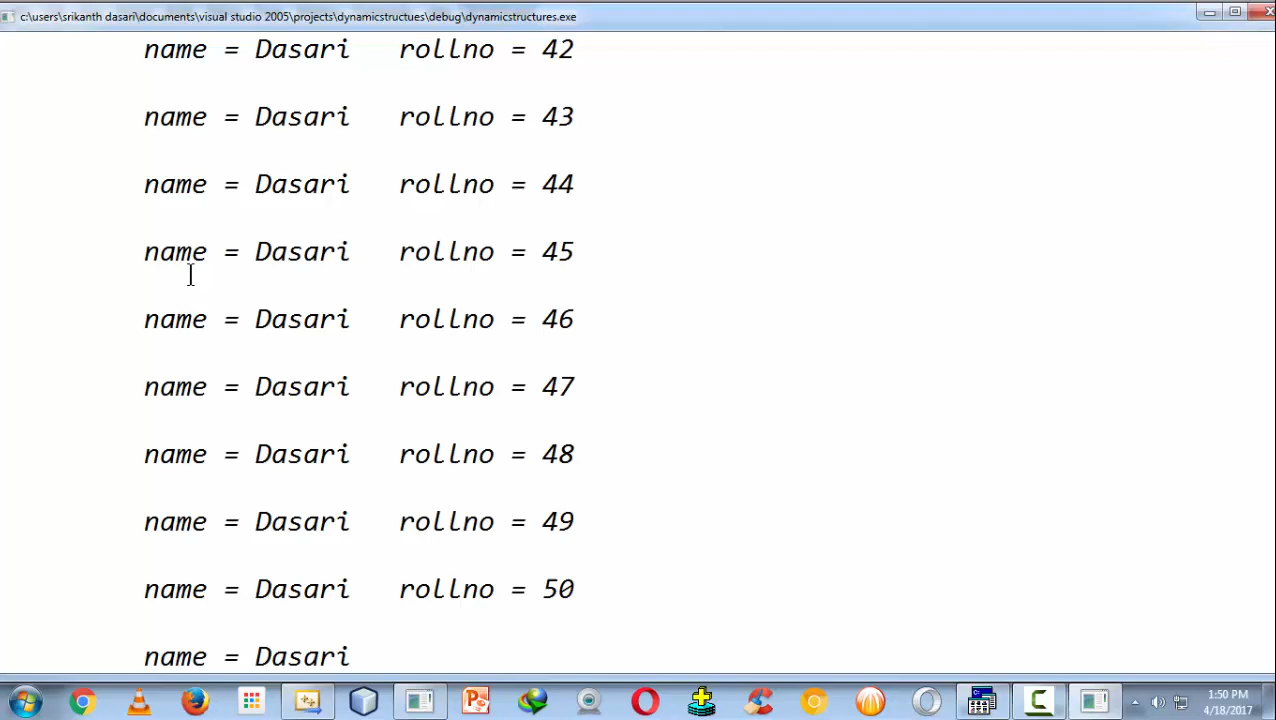 c:\users\srikanth dasari\documents\visual studio 2005\projects\dynamicstructues\debug\dynamicstructures.exe
name = Dasari rollno = 42
name = Dasari rollno = 43
name = Dasari rollno = 44
name = Dasari rollno = 45
name = Dasari rollno = 46
name = Dasari rollno = 47
name = Dasari rollno = 48
name = Dasari rollno = 49
name = Dasari rollno = 50
name = Dasari
1:50 PM
4/18/2017